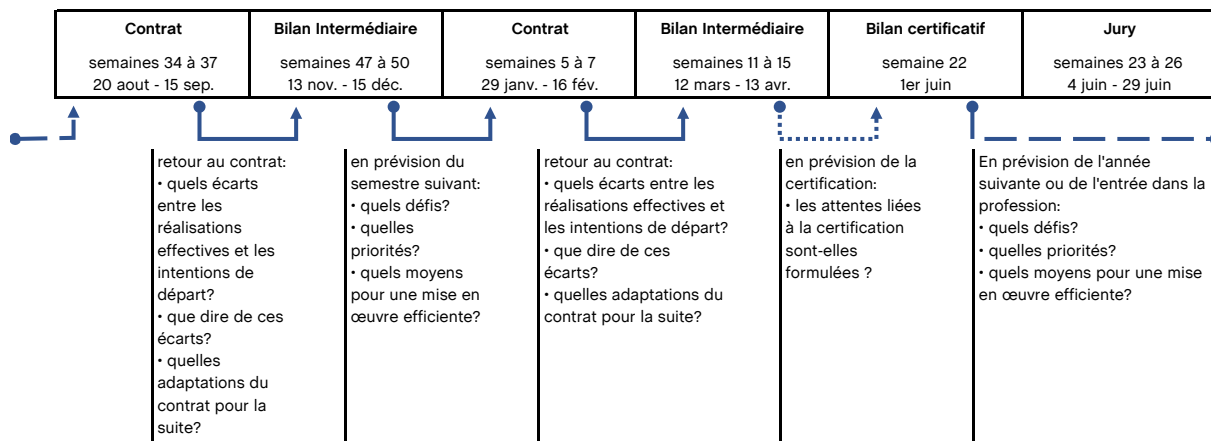 Contrat
semaines 34 à 37
20 aout - 15 sep.
Bilan Intermédiaire
semaines 47 à 50
13 nov. - 15 déc.
Contrat
semaines 5 à 7
29 janv. - 16 fév.
Bilan Intermédiaire
semaines 11 à 15
12 mars - 13 avr.
Bilan certificatif
semaine 22
1er juin
Jury
semaines 23 à 26
4 juin - 29 juin
retour au contrat:
• quels écarts
entre les
réalisations
effectives et les
intentions de
départ?
• que dire de ces
écarts?
• quelles
adaptations du
contrat pour la
suite?
en prévision du
semestre suivant:
• quels défis?
• quelles
priorités?
• quels moyens
pour une mise en
œuvre efficiente?
retour au contrat:
• quels écarts entre les
réalisations effectives et
les intentions de départ?
• que dire de ces
écarts?
• quelles adaptations du
contrat pour la suite?
en prévision de la
certification:
• les attentes liées
à la certification
sont-elles
formulées ?
En prévision de l'année
suivante ou de l'entrée dans la
profession:
• quels défis?
• quelles priorités?
• quels moyens pour une mise
en œuvre efficiente?